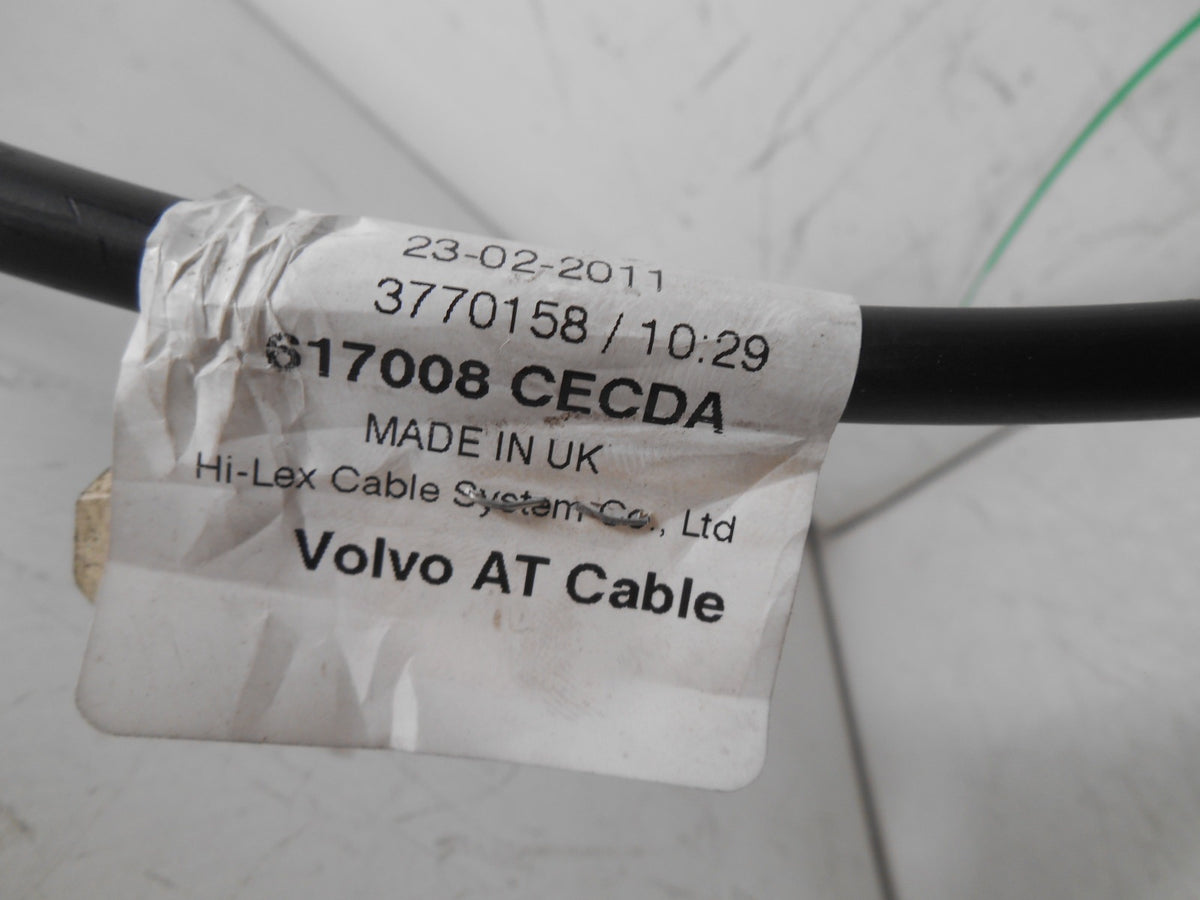 23-02-2011
3770158 / 10:29
617008 CECDA
MADE IN UK
Hi-Lex Cable System Co., Ltd
Volvo AT Cable